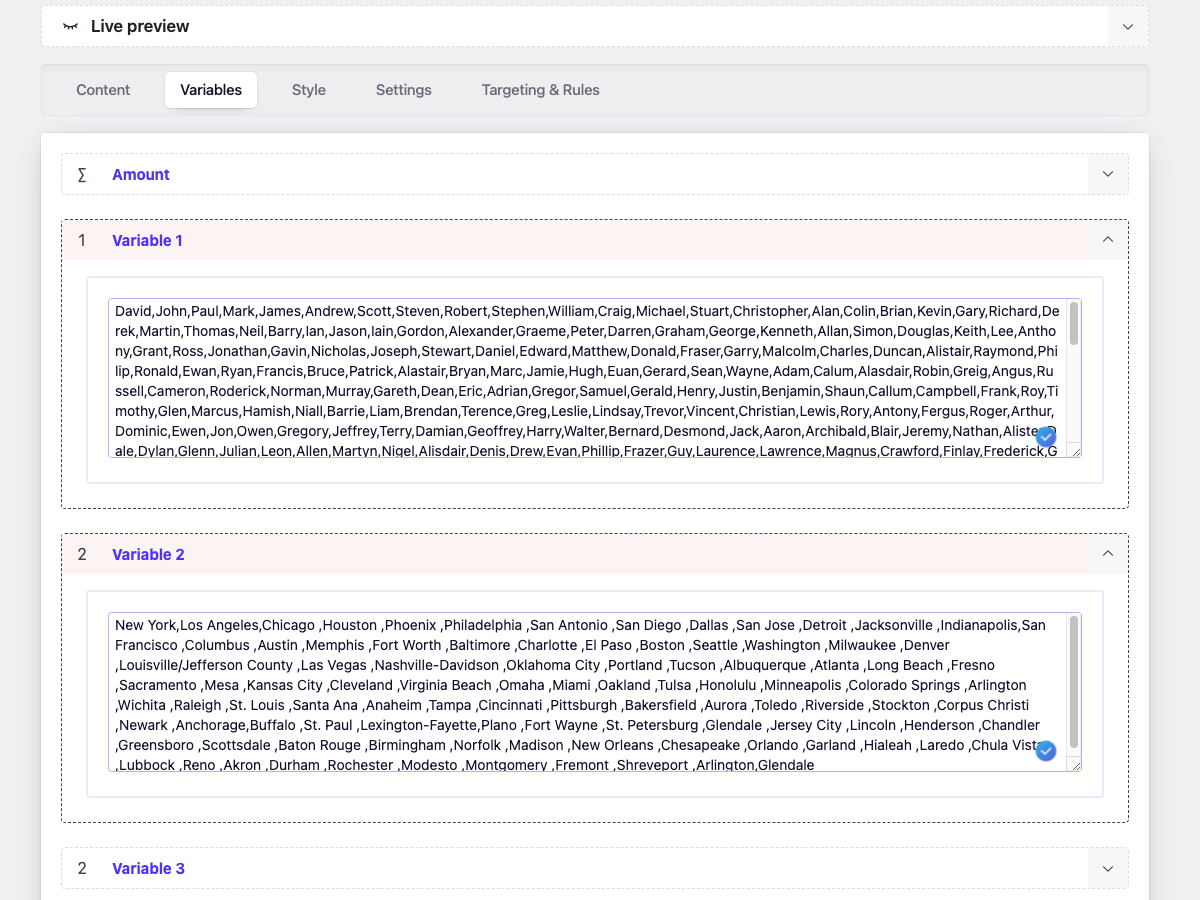 Live preview
Content Variables Style Settings Targeting & Rules
∑ Amount
1 Variable 1
David,John,Paul,Mark,James,Andrew,Scott,Steven,Robert,Stephen,William,Craig,Michael,Stuart,Christopher,Alan,Colin,Brian,Kevin,Gary,Richard,De
rek,Martin,Thomas,Neil,Barry,Ian,Jason,Iain,Gordon,Alexander,Graeme,Peter,Darren,Graham,George,Kenneth,Allan,Simon,Douglas,Keith,Lee,Antho
ny,Grant,Ross,Jonathan,Gavin,Nicholas,Joseph,Stewart,Daniel,Edward,Matthew,Donald,Fraser,Garry,Malcolm,Charles,Duncan,Alistair,Raymond,Phi
lip,Ronald,Ewan,Ryan,Francis,Bruce,Patrick,Alastair,Bryan,Marc,Jamie,Hugh,Euan,Gerard,Sean,Wayne,Adam,Calum,Alasdair,Robin,Greig,Angus,Ru
ssell,Cameron,Roderick,Norman,Murray,Gareth,Dean,Eric,Adrian,Gregor,Samuel,Gerald,Henry,Justin,Benjamin,Shaun,Callum,Campbell,Frank,Roy,Ti
mothy,Glen,Marcus,Hamish,Niall,Barrie,Liam,Brendan,Terence,Greg,Leslie,Lindsay,Trevor,Vincent,Christian,Lewis,Rory,Antony,Fergus,Roger,Arthur,
Dominic,Ewen,Jon,Owen,Gregory,Jeffrey,Terry,Damian,Geoffrey,Harry,Walter,Bernard,Desmond,Jack,Aaron,Archibald,Blair,Jeremy,Nathan,
ale,Dylan,Glenn,Julian,Leon,Allen,Martyn,Nigel,Alisdair,Denis,Drew,Evan,Phillip,Frazer,Guy,Laurence,Lawrence,Magnus,Crawford,Finlay,Frederick,G
2 Variable 2
New York,Los Angeles,Chicago ,Houston ,Phoenix ,Philadelphia ,San Antonio ,San Diego ,Dallas ,San Jose ,Detroit ,Jacksonville ,Indianapolis,San
Francisco ,Columbus ,Austin ,Memphis ,Fort Worth ,Baltimore ,Charlotte ,El Paso ,Boston ,Seattle ,Washington ,Milwaukee ,Denver
,Louisville/Jefferson County ,Las Vegas ,Nashville-Davidson ,Oklahoma City ,Portland ,Tucson ,Albuquerque ,Atlanta ,Long Beach ,Fresno
,Sacramento ,Mesa ,Kansas City ,Cleveland ,Virginia Beach ,Omaha ,Miami ,Oakland ,Tulsa ,Honolulu ,Minneapolis ,Colorado Springs ,Arlington
,Wichita ,Raleigh ,St. Louis ,Santa Ana ,Anaheim ,Tampa ,Cincinnati ,Pittsburgh ,Bakersfield ,Aurora ,Toledo ,Riverside ,Stockton ,Corpus Christi
,Newark ,Anchorage,Buffalo ,St. Paul ,Lexington-Fayette,Plano ,Fort Wayne ,St. Petersburg ,Glendale ,Jersey City ,Lincoln ,Henderson ,Chandler
,Greensboro ,Scottsdale ,Baton Rouge ,Birmingham ,Norfolk ,Madison ,New Orleans ,Chesapeake ,Orlando ,Garland ,Hialeah ,Laredo ,Chula Vista
,Lubbock ,Reno ,Akron ,Durham ,Rochester ,Modesto ,Montgomery ,Fremont ,Shreveport ,Arlington,Glendale
2 Variable 3